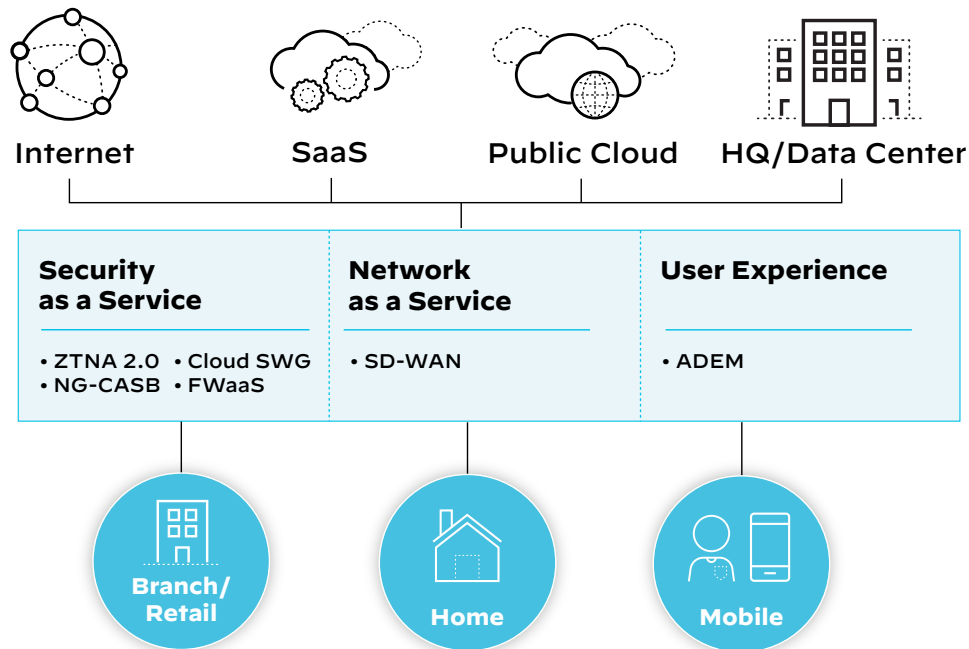 Internet
SaaS
Public Cloud
HQ/Data Center
Security
as a Service
• ZTNA 2.0 • Cloud SWG
• NG-CASB • FWaaS
Network
as a Service
• SD-WAN
User Experience
• ADEM
Branch/
Retail
Home
Mobile